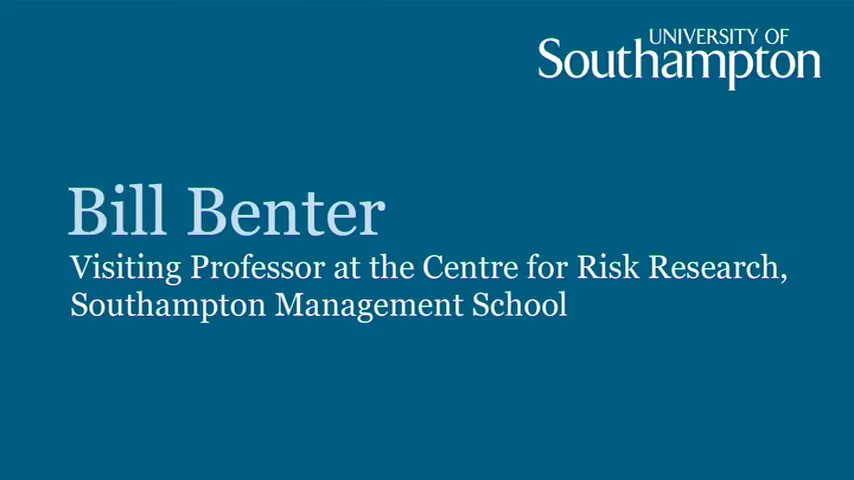 UNIVERSITY OF
Southampton
Bill Benter
Visiting Professor at the Centre for Risk Research,
Southampton Management School